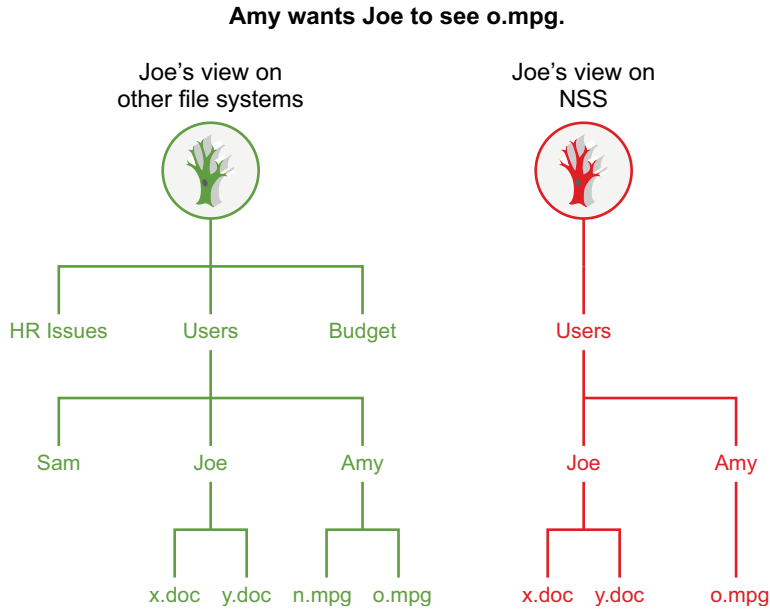 Amy wants Joe to see o.mpg.
Joe's view on
other file systems
Joe's view on
NSS
HR Issues
Users
Budget
Users
Sam
Joe
Amy
Joe
Amy
x.doc
y.doc
n.mpg
o.mpg
x.doc
y.doc
o.mpg